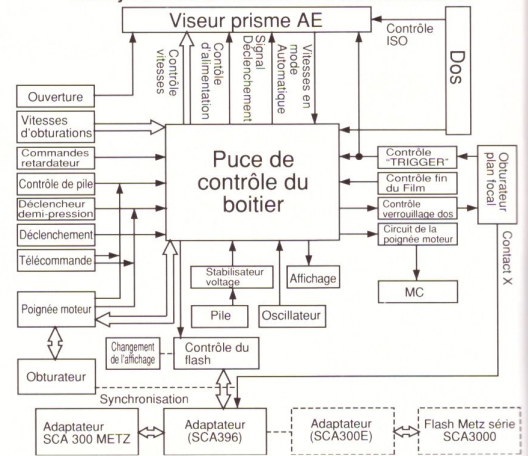 Viseur prisme AE
Contrôle
ISO
Dos
Contrôle
vitesses
Contôle
d'alimentation
Signal
Déclenchement
Vitesses en
mode
Automatique
Ouverture
Vitesses
d'obturations
Commandes
retardateur
Contrôle de pile
Déclencheur
demi-pression
Déclenchement
Télécommande
Puce de
contrôle du
boitier
Contrôle
"TRIGGER"
Contrôle fin
du Film
Contrôle
verrouillage dos
Circuit de la
poignée moteur
Obturateur
plan focal
Contact X
MC
Stabilisateur
voltage
Affichage
Pile
Oscillateur
Poignée moteur
Obturateur
Changement
de l'affichage
Contrôle du
flash
Synchronisation
Adaptateur
SCA 300 METZ
Adaptateur
(SCA396)
Adaptateur
(SCA300E)
Flash Metz série
SCA3000